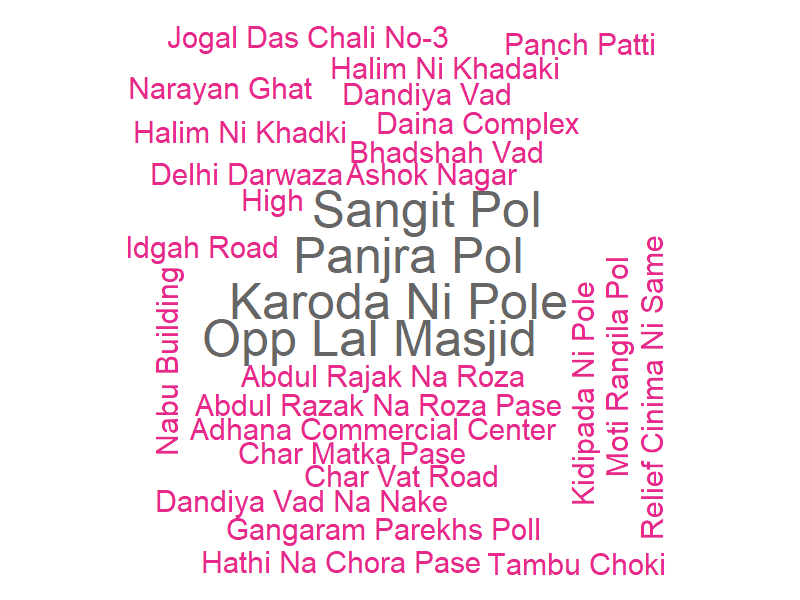 Jogal Das Chali No-3
Panch Patti
Halim Ni Khadaki
Narayan Ghat
Dandiya Vad
Daina Complex
Halim Ni Khadki
Bhadshah Vad
Delhi Darwaza
Ashok Nagar
High
Sangit Pol
Idgah Road
Panjra Pol
Karoda Ni Pole
Opp Lal Masjid
Nabu Building
Kidipada Ni Pole
Moti Rangila Pol
Relief Cinima Ni Same
Abdul Rajak Na Roza
Abdul Razak Na Roza Pase
Adhana Commercial Center
Char Matka Pase
Char Vat Road
Dandiya Vad Na Nake
Gangaram Parekhs Poll
Hathi Na Chora Pase
Tambu Choki